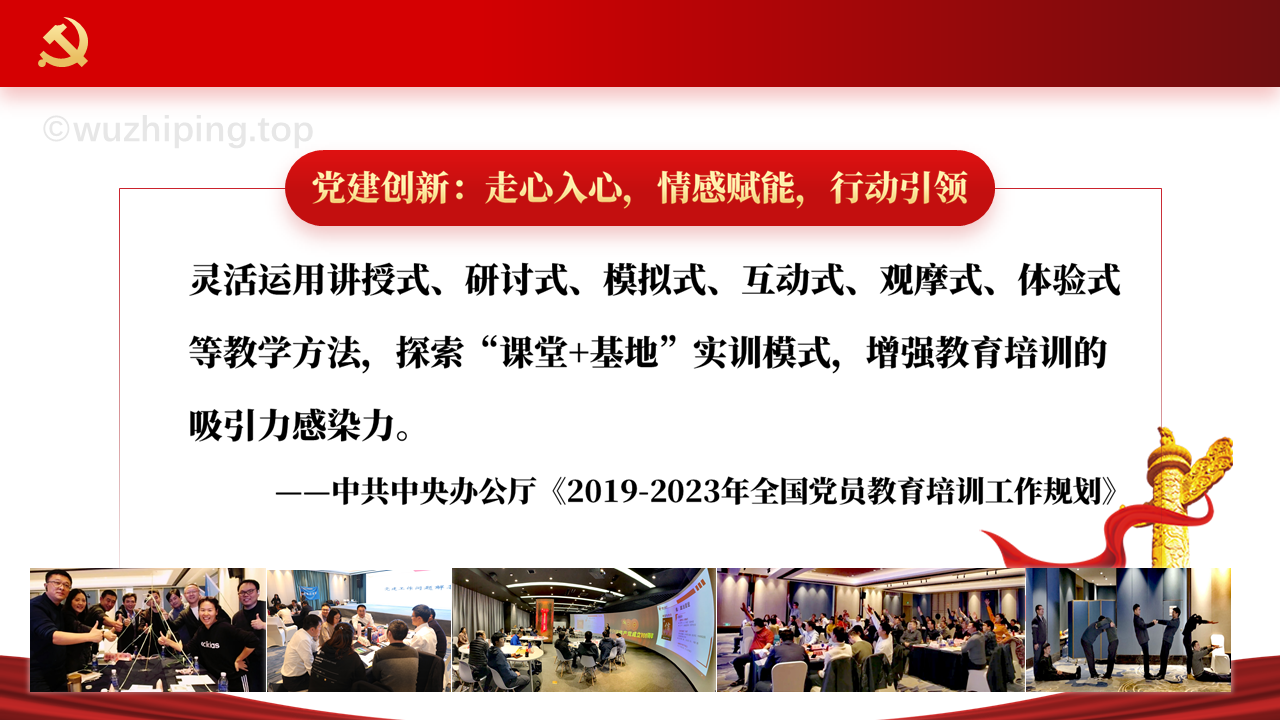 ©wuzhiping.top
党建创新：走心入心，情感赋能，行动引领
灵活运用讲授式、研讨式、模拟式、互动式、观摩式、体验式
等教学方法，探索“课堂+基地”实训模式，增强教育培训的
吸引力感染力。
——中共中央办公厅《2019-2023年全国党员教育培训工作规划》